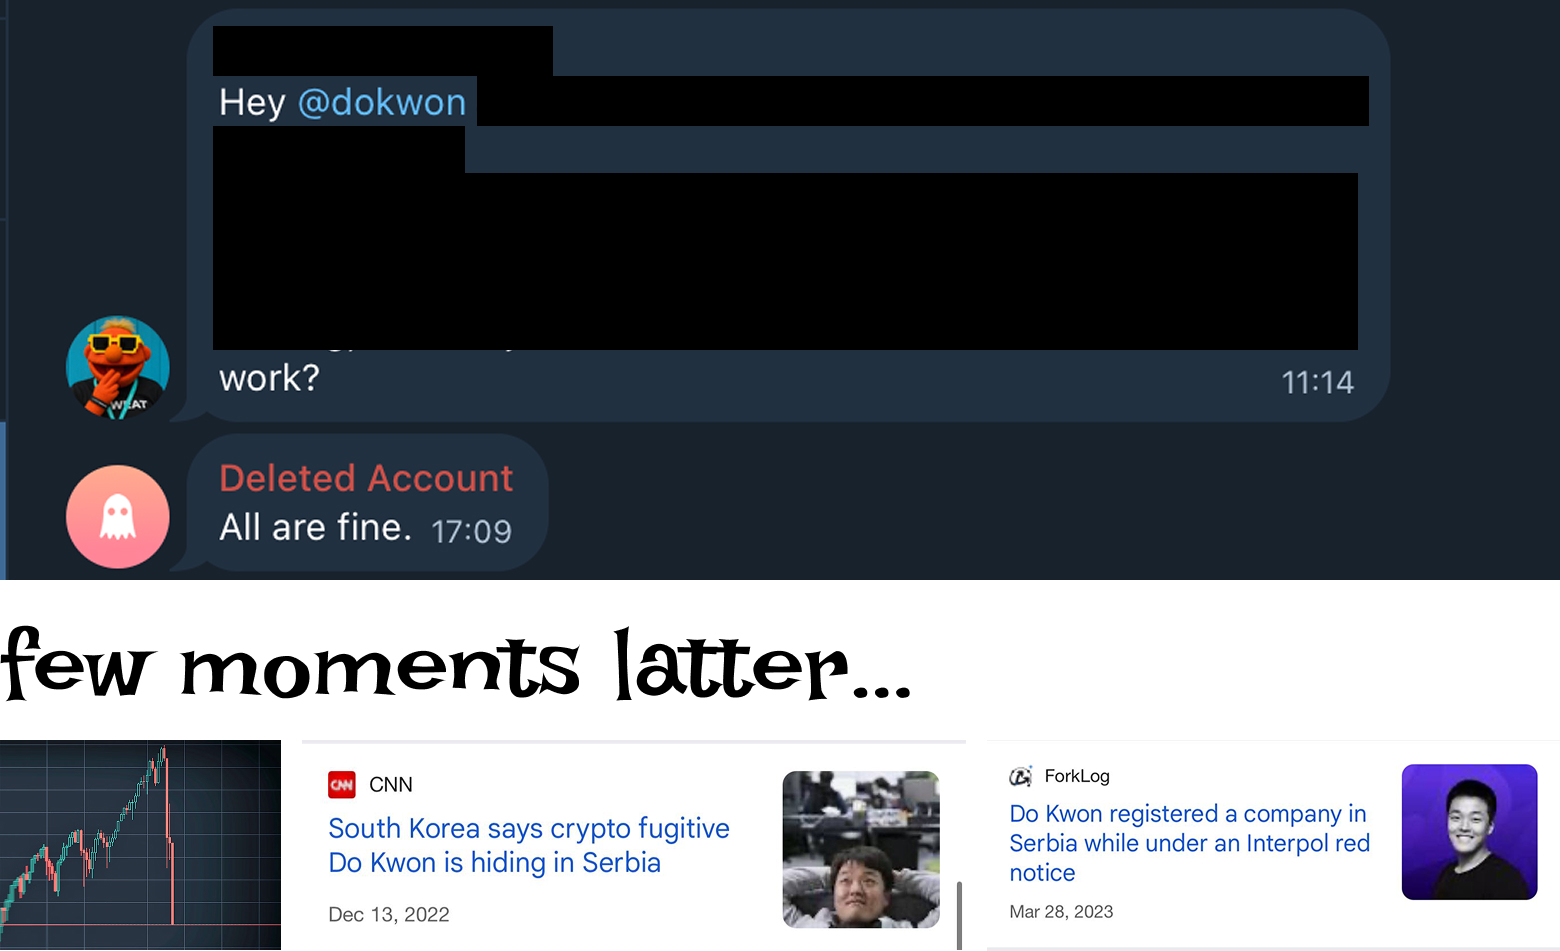 Hey @dokwon
work?
11:14
Deleted Account
All are fine. 17:09
few moments latter...
CNN
CNN
South Korea says crypto fugitive
Do Kwon is hiding in Serbia
Dec 13, 2022
ForkLog
Do Kwon registered a company in
Serbia while under an Interpol red
notice
Mar 28, 2023